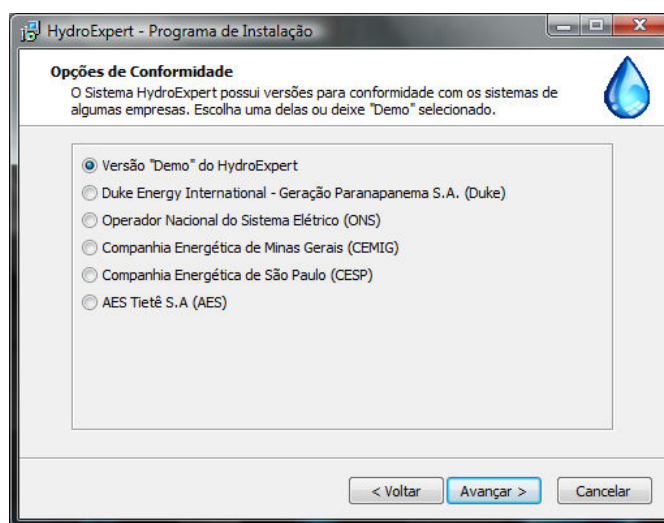 HydroExpert - Programa de Instalação
Opções de Conformidade
O Sistema HydroExpert possui versões para conformidade com os sistemas de
algumas empresas. Escolha uma delas ou deixe "Demo" selecionado.
Versão "Demo" do HydroExpert
Duke Energy International - Geração Paranapanema S.A. (Duke)
Operador Nacional do Sistema Elétrico (ONS)
Companhia Energética de Minas Gerais (CEMIG)
Companhia Energética de São Paulo (CESP)
AES Tietê S.A (AES)
< Voltar Avançar > Cancelar